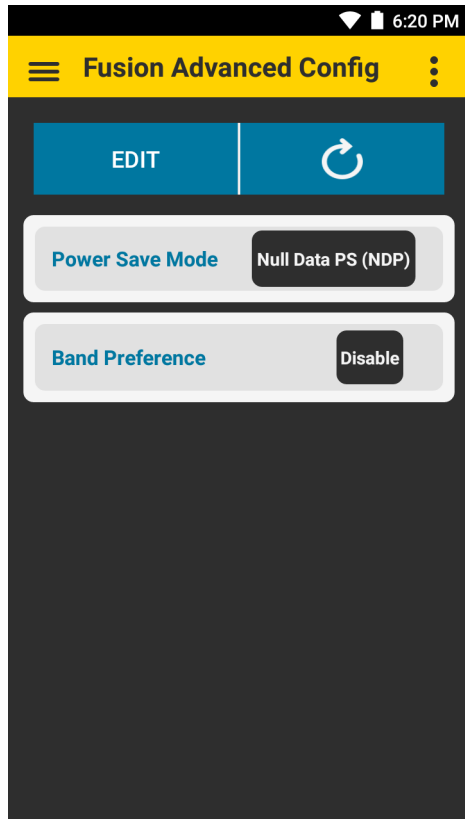 6:20 PM
Fusion Advanced Config
EDIT
Power Save Mode Null Data PS (NDP)
Band Preference Disable